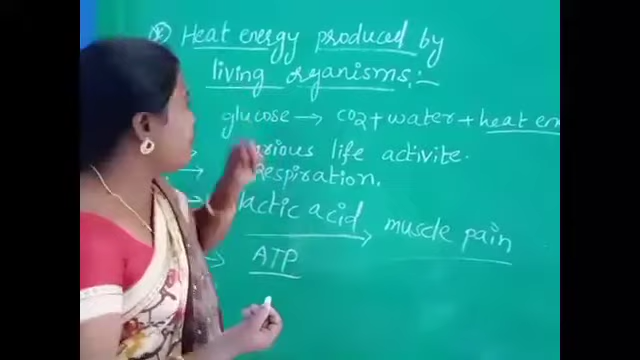 Heat energy produced by
living organisms:-
glucose → CO2 + water + heat en
life activite.
respiration.
lactic acid → muscle pain
→ ATP